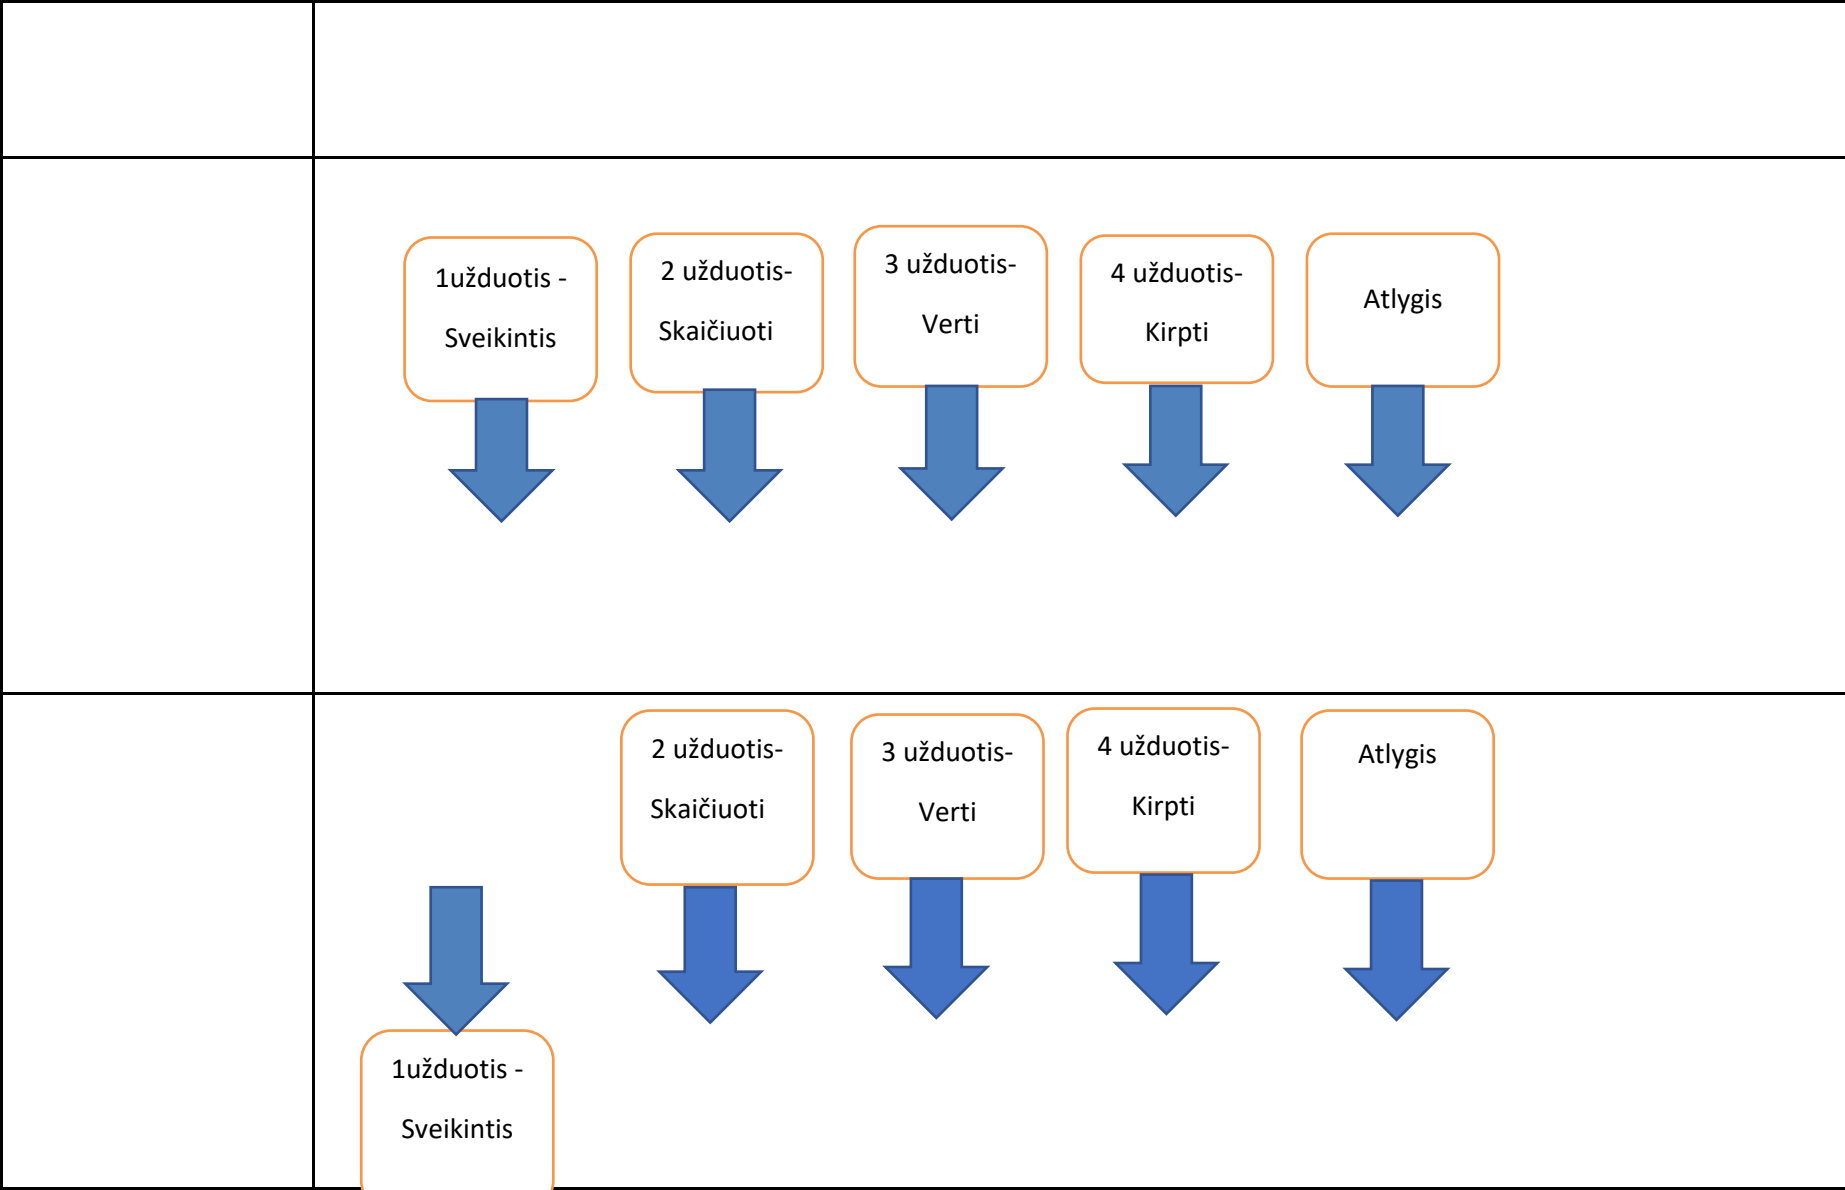 1užduotis -
Sveikintis
2 užduotis-
Skaičiuoti
3 užduotis-
Verti
4 užduotis-
Kirpti
Atlygis
2 užduotis-
Skaičiuoti
3 užduotis-
Verti
4 užduotis-
Kirpti
Atlygis
1užduotis -
Sveikintis